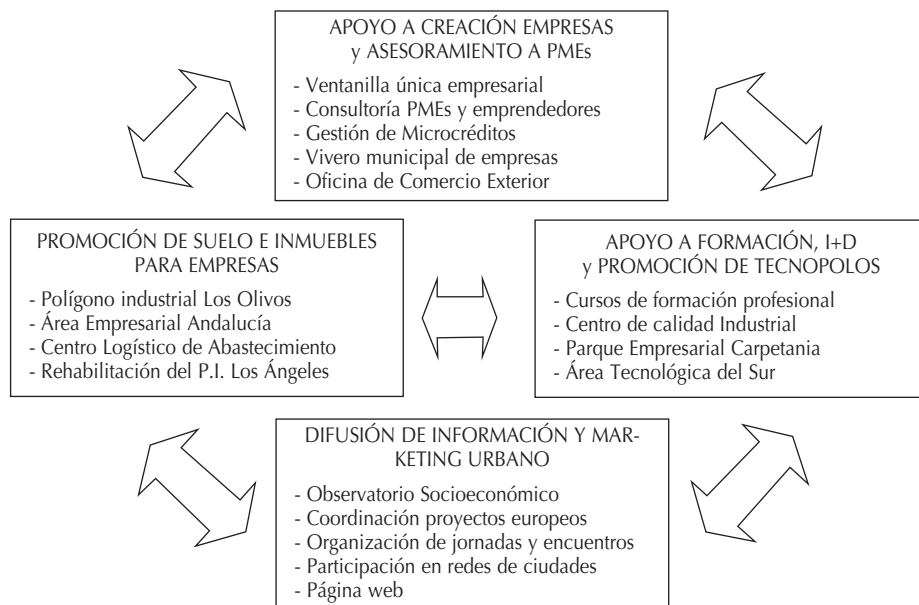 APOYO A CREACIÓN EMPRESAS
y ASESORAMIENTO A PMEs
- Ventanilla única empresarial
- Consultoría PMEs y emprendedores
- Gestión de Microcréditos
- Vivero municipal de empresas
- Oficina de Comercio Exterior
PROMOCIÓN DE SUELO E INMUEBLES
PARA EMPRESAS
- Polígono industrial Los Olivos
- Área Empresarial Andalucía
- Centro Logístico de Abastecimiento
- Rehabilitación del P.I. Los Ángeles
APOYO A FORMACIÓN, I+D
y PROMOCIÓN DE TECNOPOLOS
- Cursos de formación profesional
- Centro de calidad Industrial
- Parque Empresarial Carpetania
- Área Tecnológica del Sur
DIFUSIÓN DE INFORMACIÓN Y MAR-
KETING URBANO
- Observatorio Socioeconómico
- Coordinación proyectos europeos
- Organización de jornadas y encuentros
- Participación en redes de ciudades
- Página web